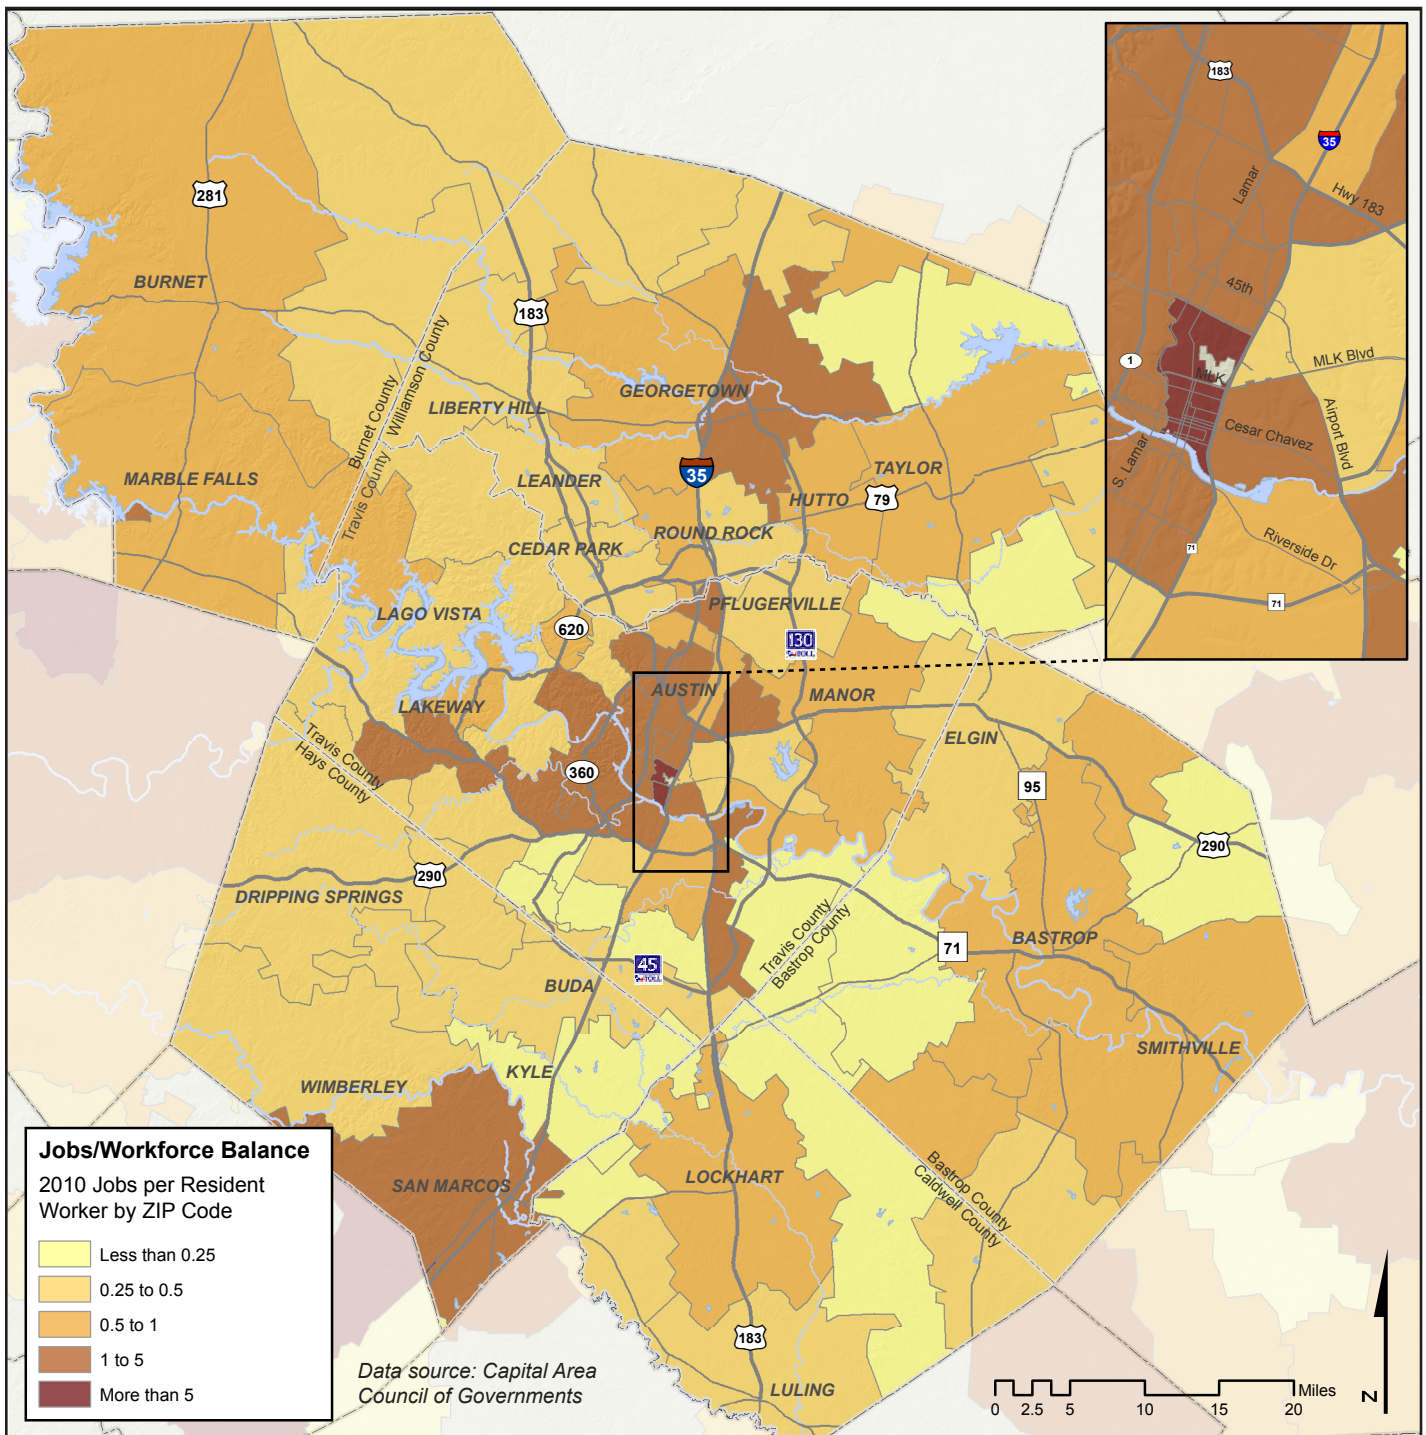 281
BURNET
183
Burnet County
Williamson County
GEORGETOWN
LIBERTY HILL
MARBLE FALLS
Travis County
LEANDER
35
TAYLOR
HUTTO
79
CEDAR PARK
ROUND ROCK
LAGO VISTA
620
PFLUGERVILLE
130
TOLL
AUSTIN
MANOR
LAKEWAY
Travis County
Hays County
360
ELGIN
95
290
290
DRIPPING SPRINGS
Travis County
Bastrop County
71
BASTROP
45
TOLL
BUDA
SMITHVILLE
WIMBERLEY
KYLE
SAN MARCOS
LOCKHART
Bastrop County
Caldwell County
183
LULING
183
35
Lamar
Hwy 183
45th
1
MLK Blvd
MLK
Airport Blvd
Cesar Chavez
S. Lamar
71
Riverside Dr
71
Jobs/Workforce Balance
2010 Jobs per Resident
Worker by ZIP Code
Less than 0.25
0.25 to 0.5
0.5 to 1
1 to 5
More than 5
Data source: Capital Area
Council of Governments
Miles
0 2.5 5 10 15 20
N